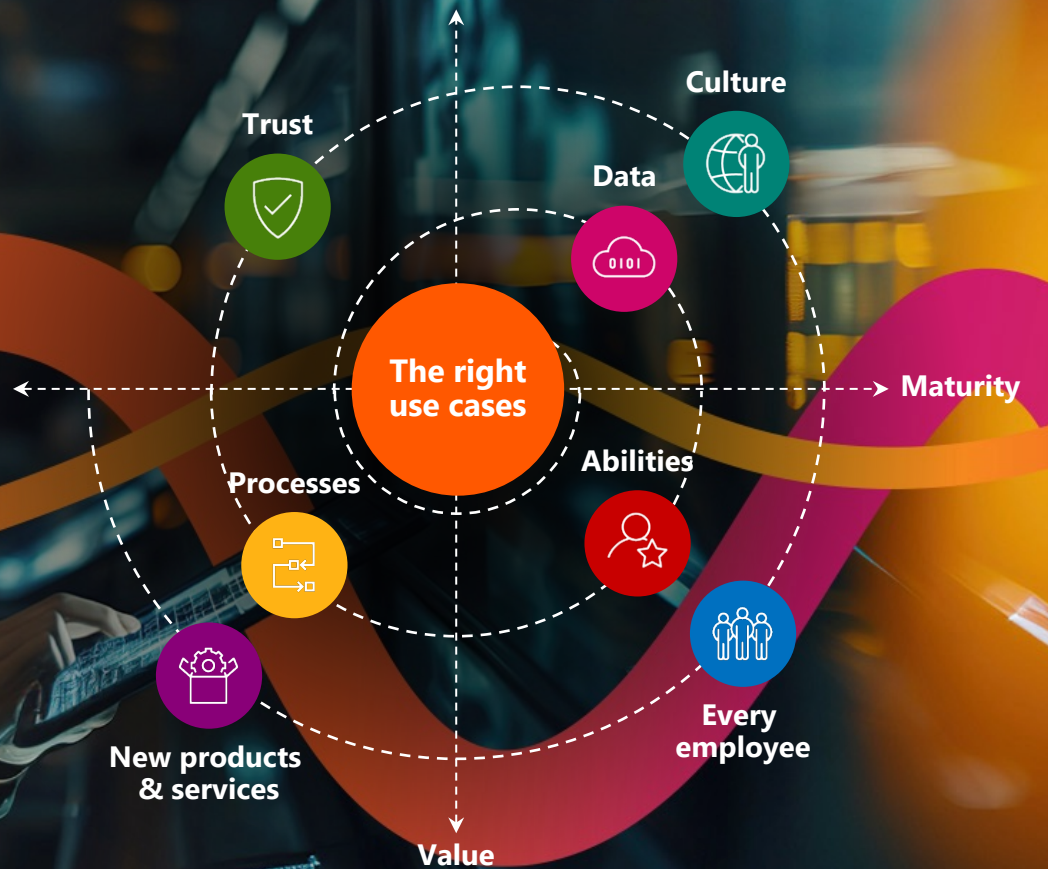 Culture
Trust
Data
0101
The right
use cases
Maturity
Abilities
Processes
Every
employee
New products
& services
Value